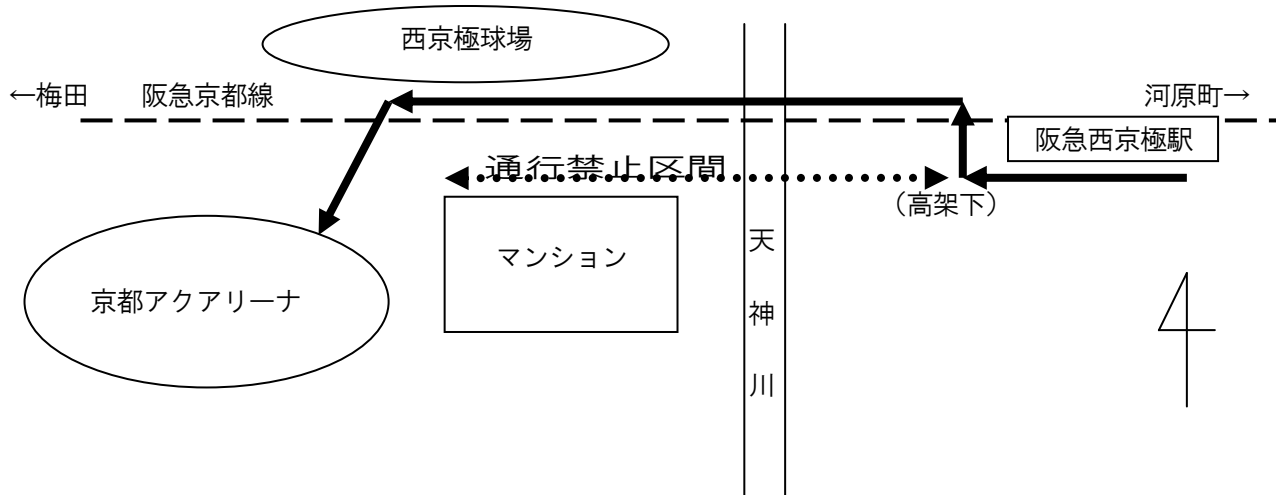 西京極球場
←梅田
阪急京都線
河原町→
阪急西京極駅
通行禁止区間
（高架下）
マンション
天神川
京都アクアリーナ